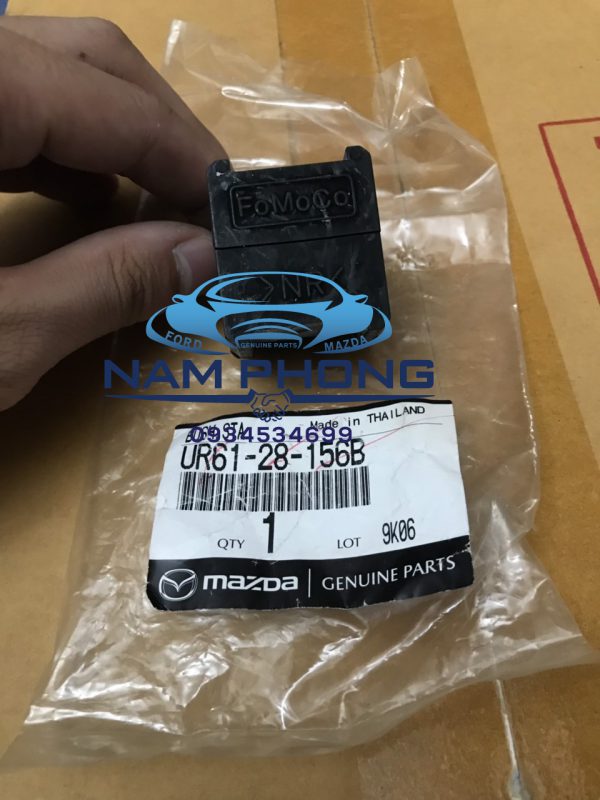 FoMoCo
>NR<
FORD
GENUINE PARTS
MAZDA
NAM PHONG
0934534699
Made in THAILAND
UR61-28-156B
QTY 1 LOT 9K06
mazda GENUINE PARTS